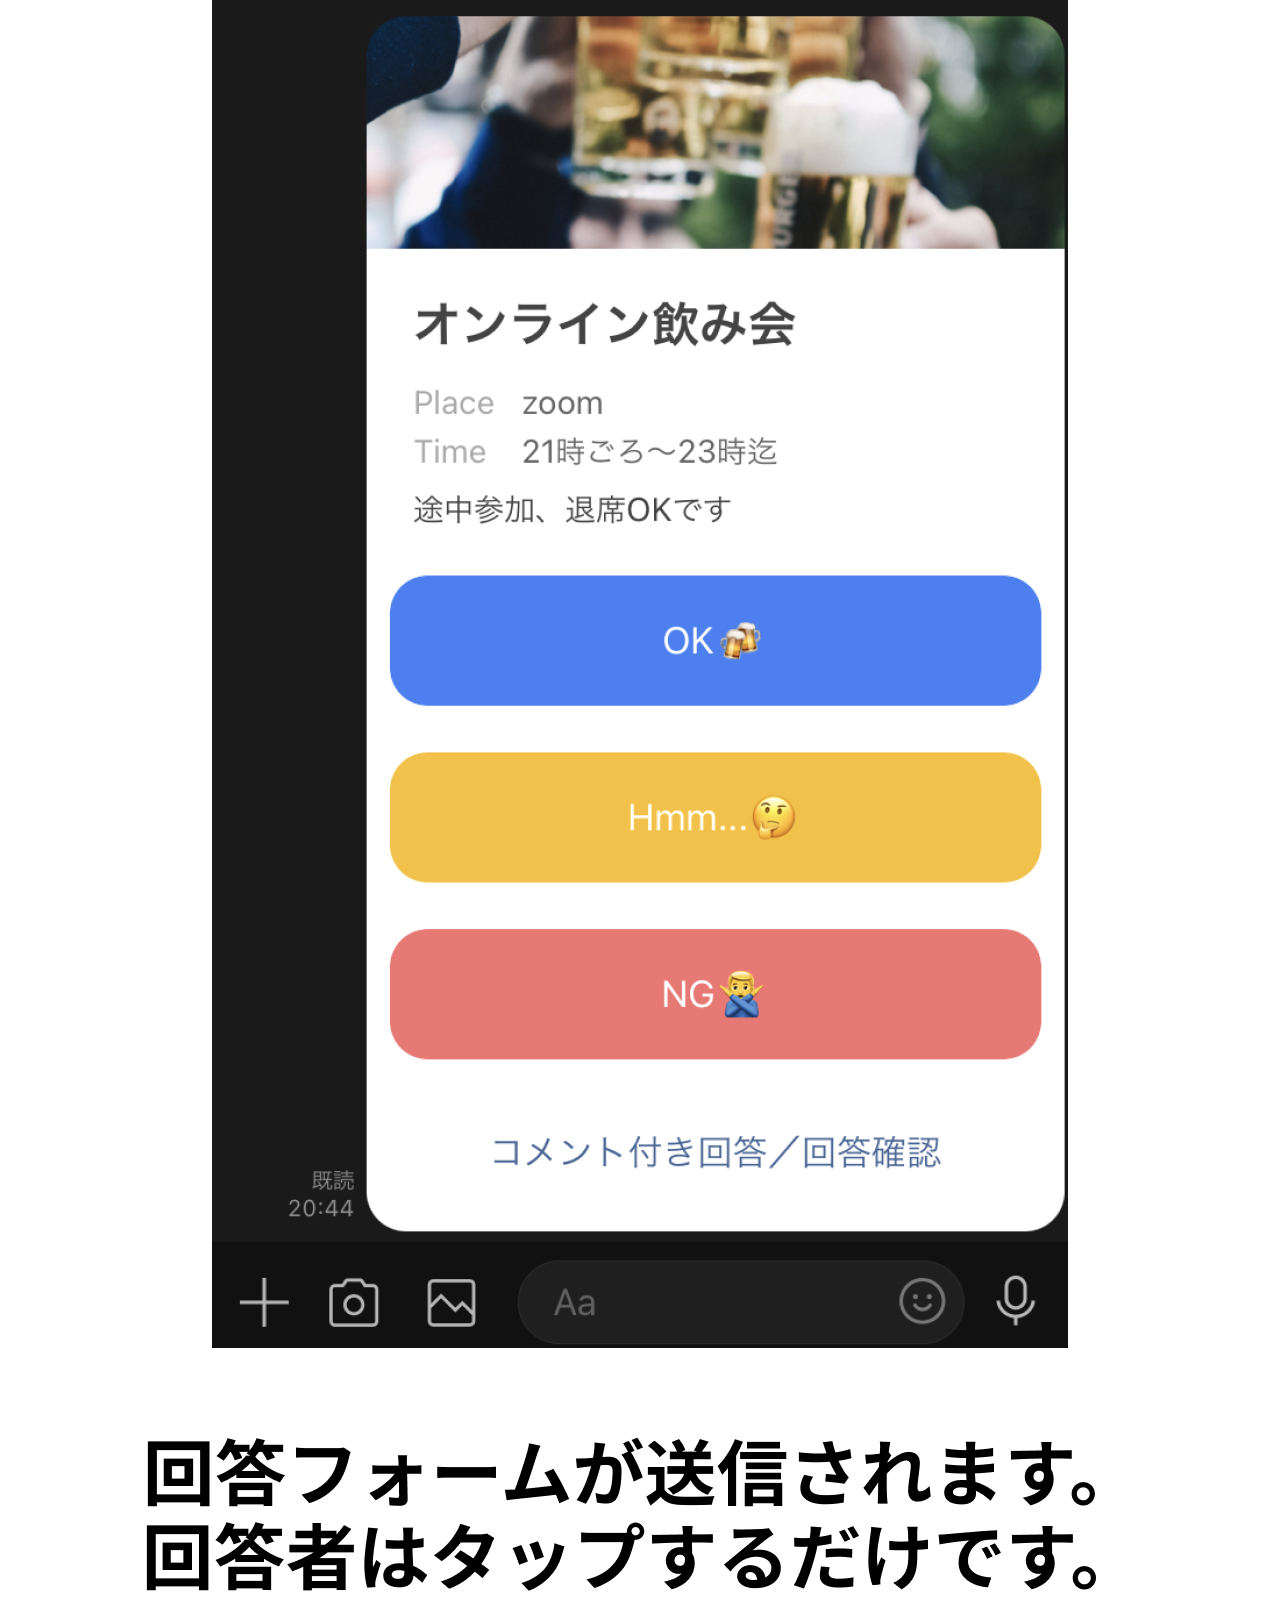 URGE
オンライン飲み会
Place zoom
Time 21時ごろ〜23時迄
途中参加、退席OKです
OK🍻
Hmm...🤔
NG🙅‍♂️
コメント付き回答／回答確認
既読
20:44
Aa
回答フォームが送信されます。
回答者はタップするだけです。